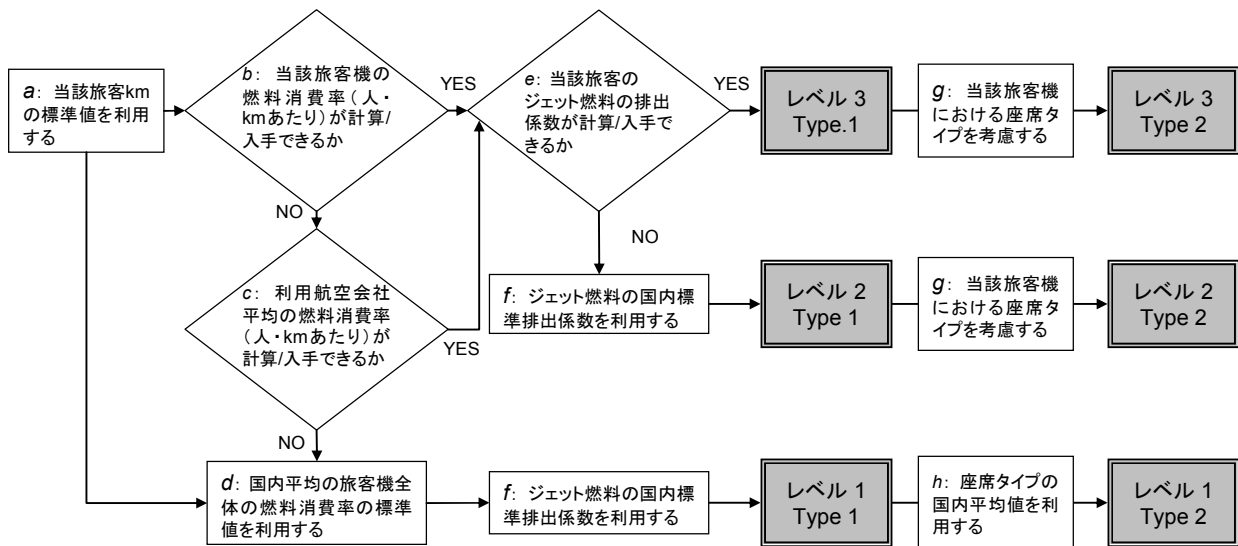 a: 当該旅客km
の標準値を利用
する
b: 当該旅客機の
燃料消費率(人・
kmあたり)が計算/
入手できるか
YES
NO
e: 当該旅客の
ジェット燃料の排出
係数が計算/入手で
きるか
YES
NO
レベル 3
Type.1
g: 当該旅客機
における座席タ
イプを考慮する
レベル 3
Type 2
c: 利用航空会社
平均の燃料消費率
(人・kmあたり)が
計算/入手できるか
YES
NO
f: ジェット燃料の国内標
準排出係数を利用する
レベル 2
Type 1
g: 当該旅客機
における座席タ
イプを考慮する
レベル 2
Type 2
d: 国内平均の旅客機全
体の燃料消費率の標準
値を利用する
f: ジェット燃料の国内標
準排出係数を利用する
レベル 1
Type 1
h: 座席タイプの
国内平均値を利
用する
レベル 1
Type 2